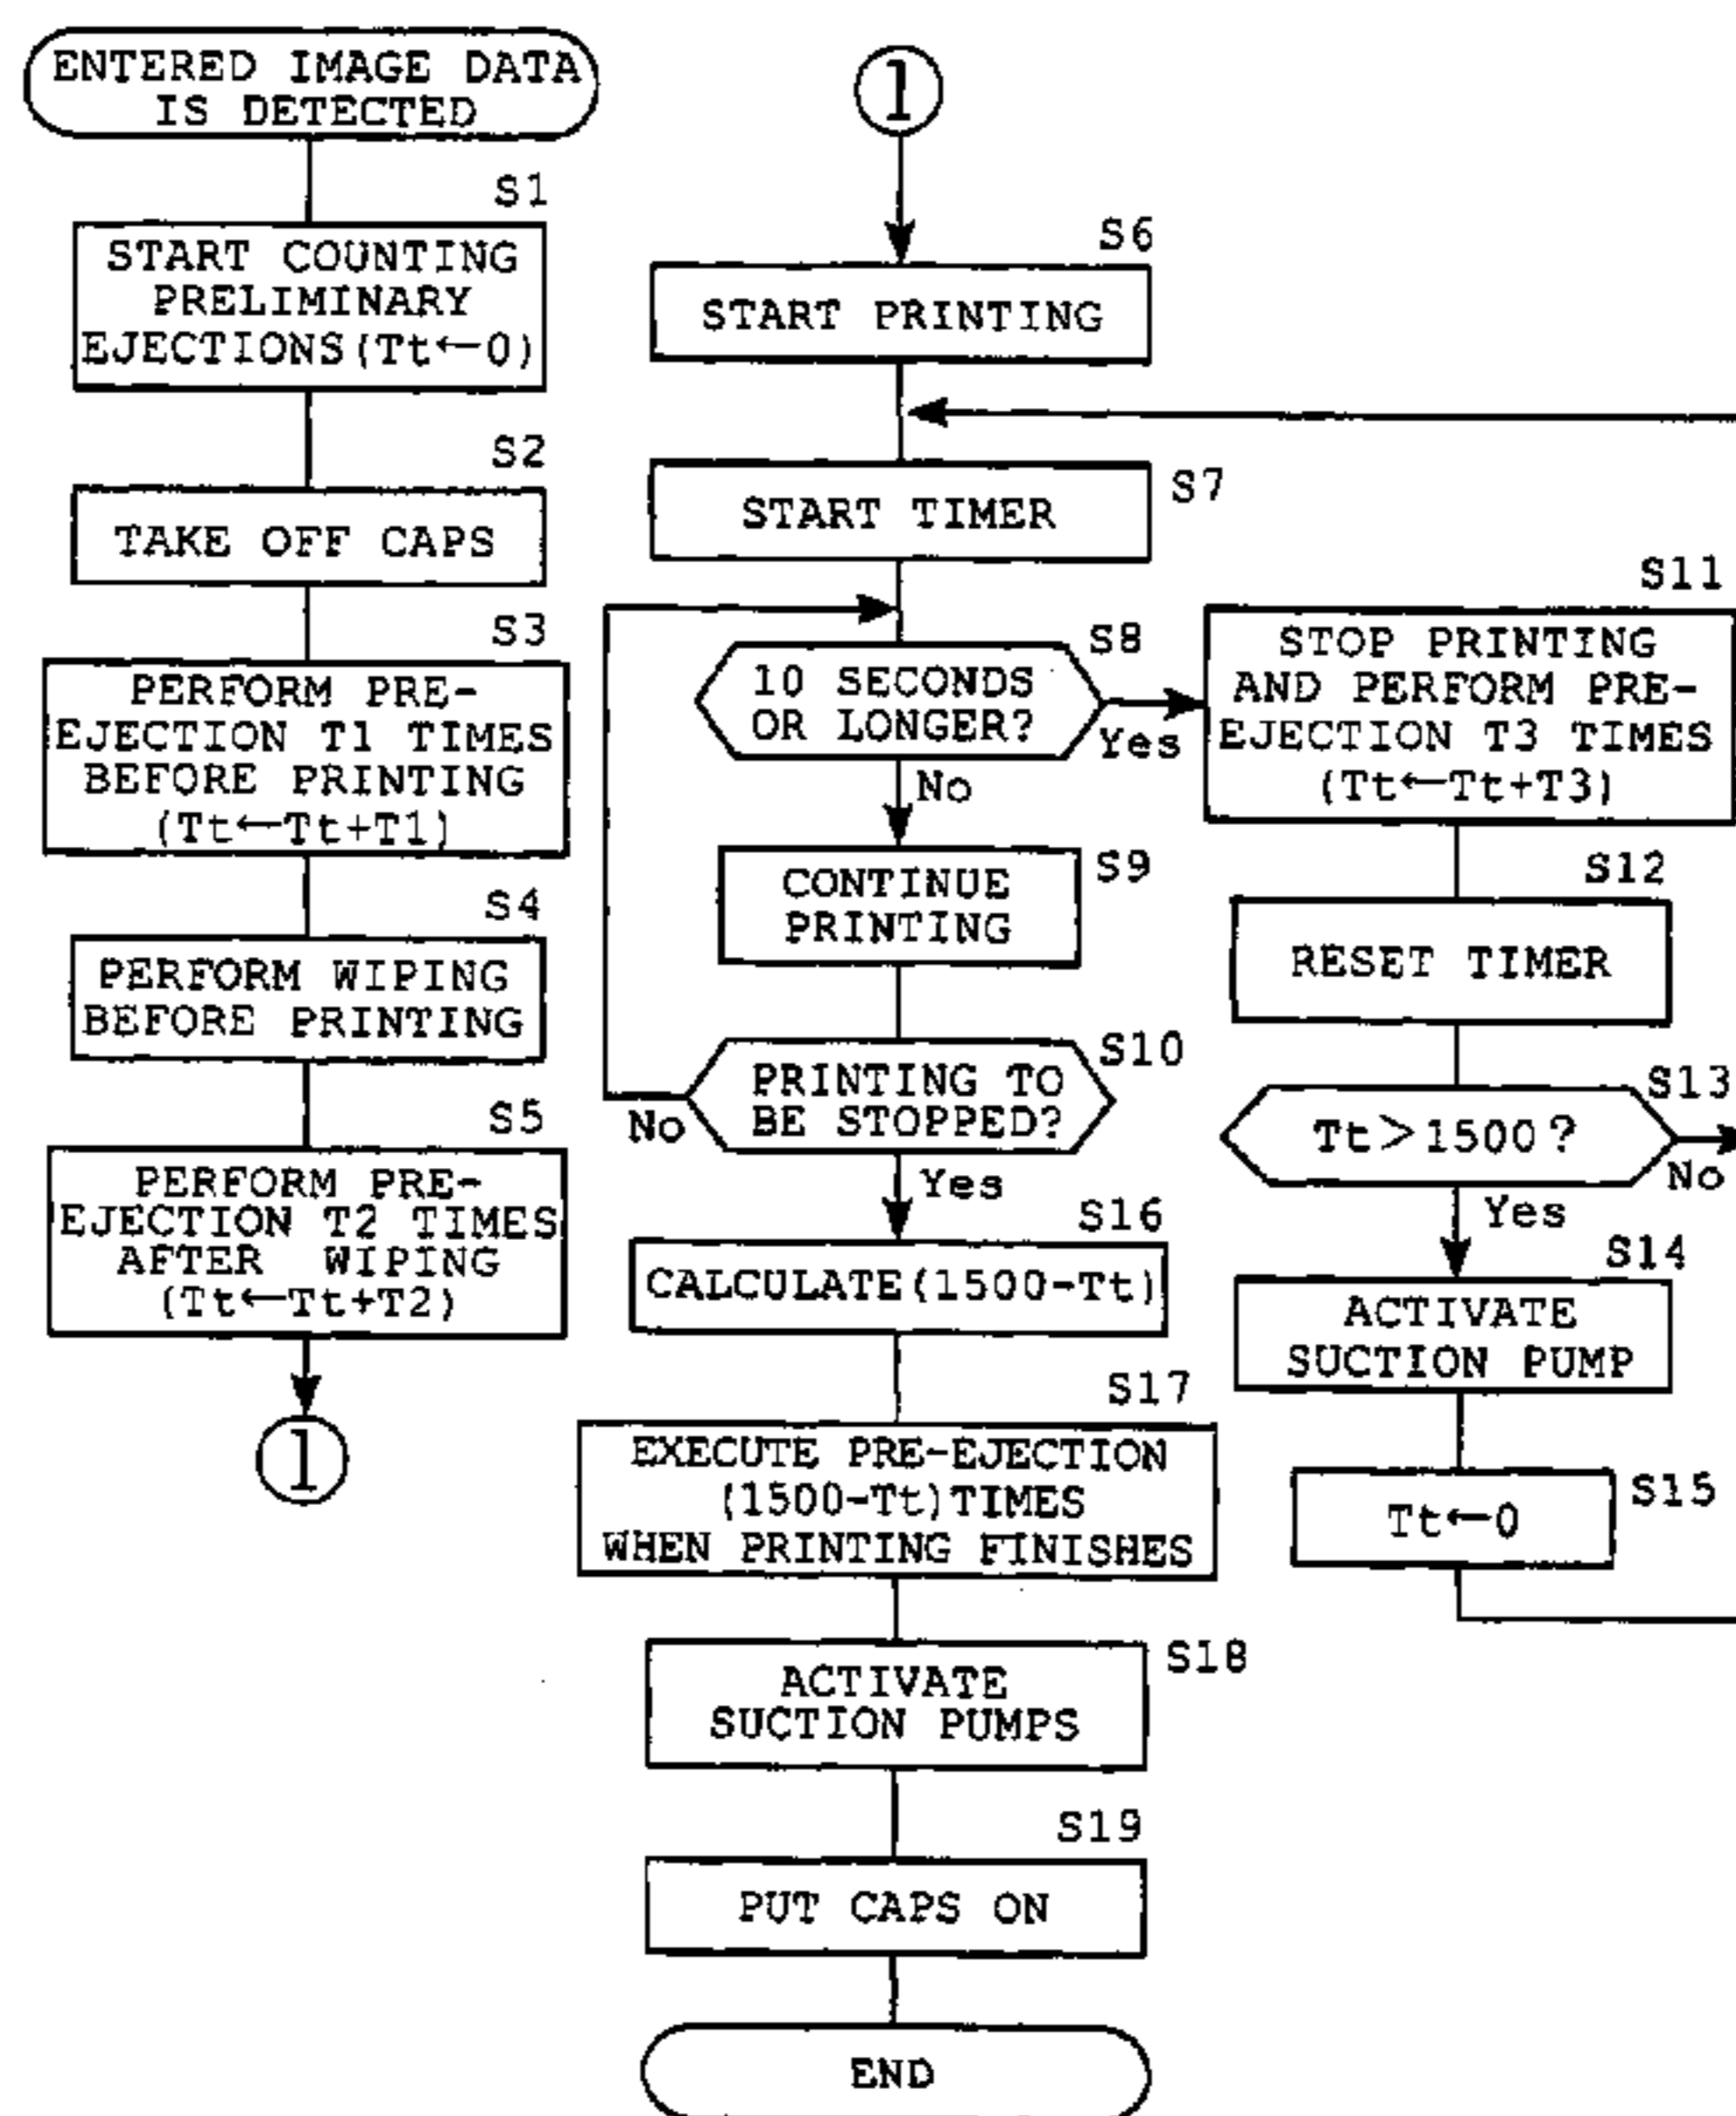 ENTERED IMAGE DATA
IS DETECTED
S1
START COUNTING
PRELIMINARY
EJECTIONS(Tt←0)
S2
TAKE OFF CAPS
S3
PERFORM PRE-
EJECTION T1 TIMES
BEFORE PRINTING
(Tt←Tt+T1)
S4
PERFORM WIPING
BEFORE PRINTING
S5
PERFORM PRE-
EJECTION T2 TIMES
AFTER WIPING
(Tt←Tt+T2)
1
1
S6
START PRINTING
S7
START TIMER
S8
10 SECONDS
OR LONGER?
Yes
No
S9
CONTINUE
PRINTING
S10
PRINTING TO
BE STOPPED?
No
Yes
S16
CALCULATE(1500-Tt)
S17
EXECUTE PRE-EJECTION
(1500-Tt)TIMES
WHEN PRINTING FINISHES
S18
ACTIVATE
SUCTION PUMPS
S19
PUT CAPS ON
END
S11
STOP PRINTING
AND PERFORM PRE-
EJECTION T3 TIMES
(Tt←Tt+T3)
S12
RESET TIMER
S13
Tt>1500?
No
Yes
S14
ACTIVATE
SUCTION PUMP
S15
Tt←0